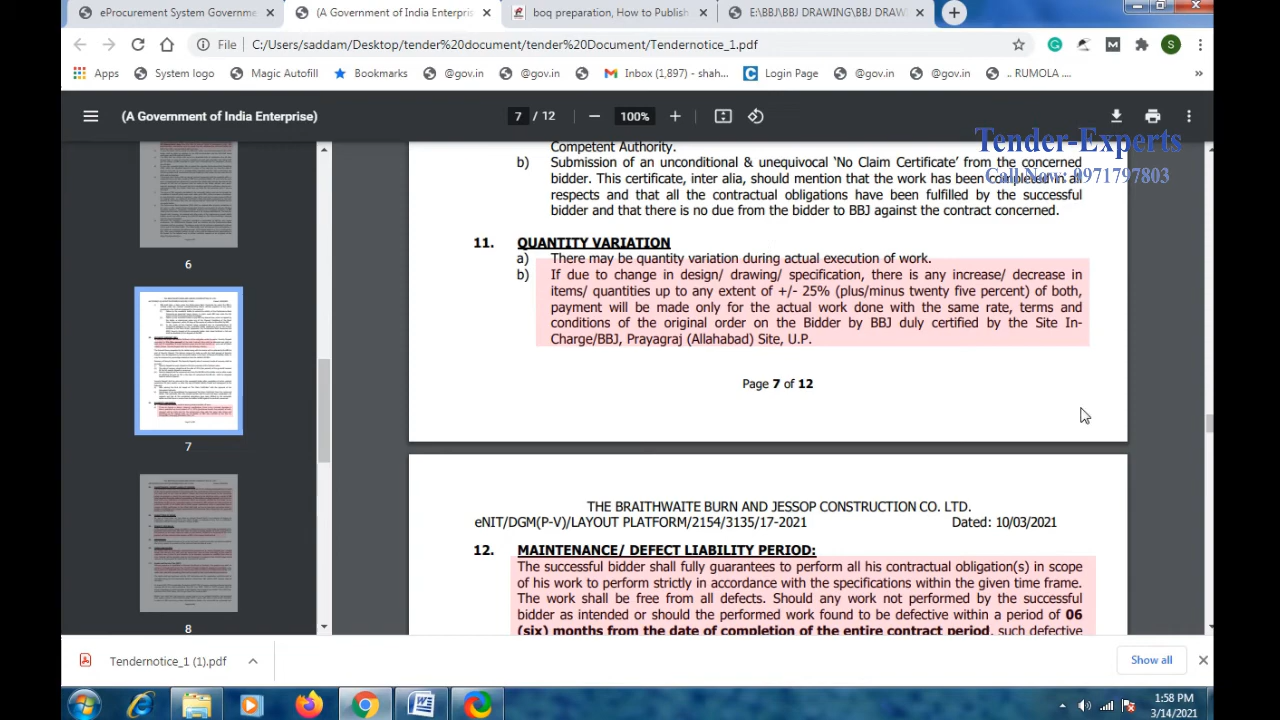 eProcurement System Governme
(A Government of India Enterpris
boq preparation, How to Publish
E:\BBJ\BBJ DRAWING\BBJ DRAW
File
C:/Users/saddam/Desktop/tender%20document/tender%20Document/Tendernotice_1.pdf
M
S
Apps
System logo
Magic Autofill
Bookmarks
@gov.in
@gov.in
Inbox (1,897) - shah...
Login Page
@gov.in
@gov.in
.. RUMOLA ....
»
(A Government of India Enterprise)
7 / 12
100%
Tender-Experts
Call Now: 8971797803
6
7
8
Competent Authority.
b) Submission of an unconditional & unequivocal 'No Claim Certificate' from the concerned
bidder. This certificate, inter alia, should mention that the work has been completed in all
respects and all the contractual obligations have been fulfilled by the successful
bidder and that there is no due from the bidder to BBJ against the contract concerned.
11. QUANTITY VARIATION
a) There may be quantity variation during actual execution of work.
b) If due to change in design/ drawing/ specification, there is any increase/ decrease in
items/ quantities up to any extent of +/- 25% (plus/minus twenty five percent) of both,
payment will be made only for the actual work done at the same rate, terms and
conditions of the original order on the Bidder by BBJ duly certified by the Site In-
Charge/BBJ, Prayagraj (Allahabad) Site, U.P.
Page 7 of 12
THE BRAITHWAITE BURN AND JESSOP CONSTRUCTION CO. LTD.
eNIT/DGM(P-V)/LAYOUT PLATFORM/2154/3135/17-2021 Dated: 10/03/2021
12. MAINTENANCE/ DEFECT LIABILITY PERIOD:
The successful bidder shall fully guarantees to perform all its contractual obligation(s) in scope
of his work to be strictly in accordance with the specification within the given time frame.
The work shall be free from all defects. Should any work performed by the successful
bidder as intended or should the performed work found to be defective within a period of 06
(six) months from the date of completion of the entire contract period, such defective
Tendernotice_1 (1).pdf
Show all
1:58 PM
3/14/2021